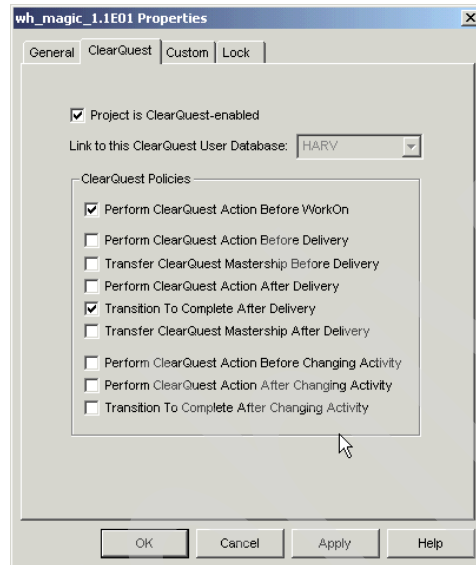 wh_magic_1.1E01 Properties
General ClearQuest Custom Lock
Project is ClearQuest-enabled
Link to this ClearQuest User Database: HARV
ClearQuest Policies
Perform ClearQuest Action Before WorkOn
Perform ClearQuest Action Before Delivery
Transfer ClearQuest Mastership Before Delivery
Perform ClearQuest Action After Delivery
Transition To Complete After Delivery
Transfer ClearQuest Mastership After Delivery
Perform ClearQuest Action Before Changing Activity
Perform ClearQuest Action After Changing Activity
Transition To Complete After Changing Activity
OK Cancel Apply Help